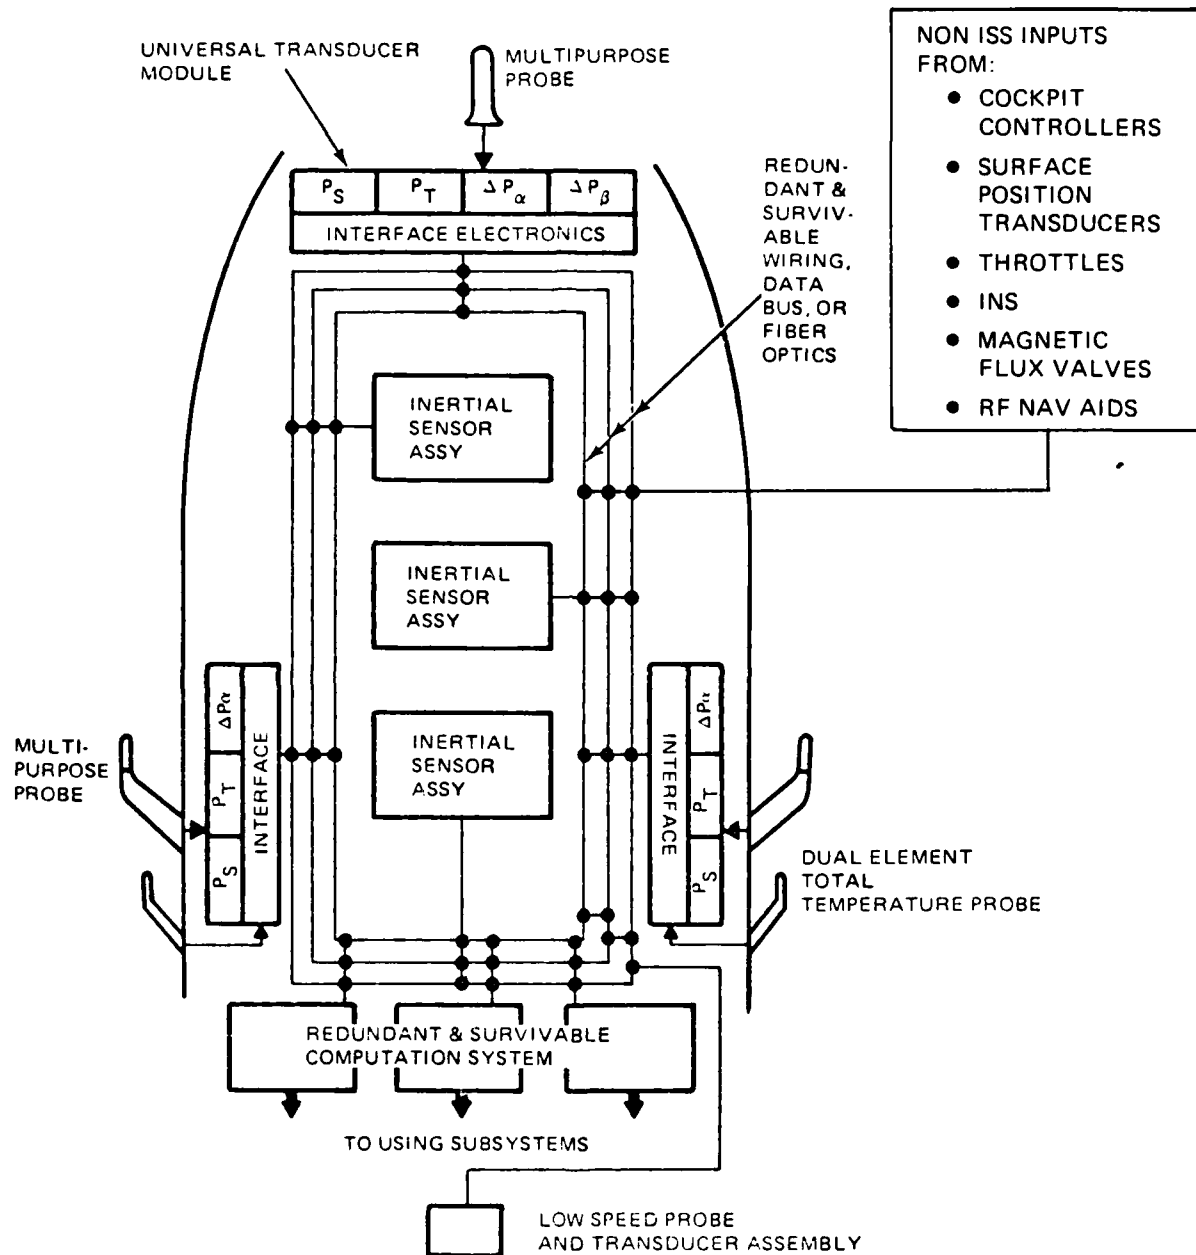 UNIVERSAL TRANSDUCER
MODULE
MULTIPURPOSE
PROBE
NON ISS INPUTS
FROM:
● COCKPIT
CONTROLLERS
● SURFACE
POSITION
TRANSDUCERS
● THROTTLES
● INS
● MAGNETIC
FLUX VALVES
● RF NAV AIDS
P_S P_T ΔP_α ΔP_β
INTERFACE ELECTRONICS
REDUN-
DANT &
SURVIV-
ABLE
WIRING,
DATA
BUS, OR
FIBER
OPTICS
INERTIAL
SENSOR
ASSY
INERTIAL
SENSOR
ASSY
INERTIAL
SENSOR
ASSY
MULTI-
PURPOSE
PROBE
P_S P_T ΔPα
INTERFACE
INTERFACE
P_S P_T ΔPα
DUAL ELEMENT
TOTAL
TEMPERATURE PROBE
REDUNDANT & SURVIVABLE
COMPUTATION SYSTEM
TO USING SUBSYSTEMS
LOW SPEED PROBE
AND TRANSDUCER ASSEMBLY